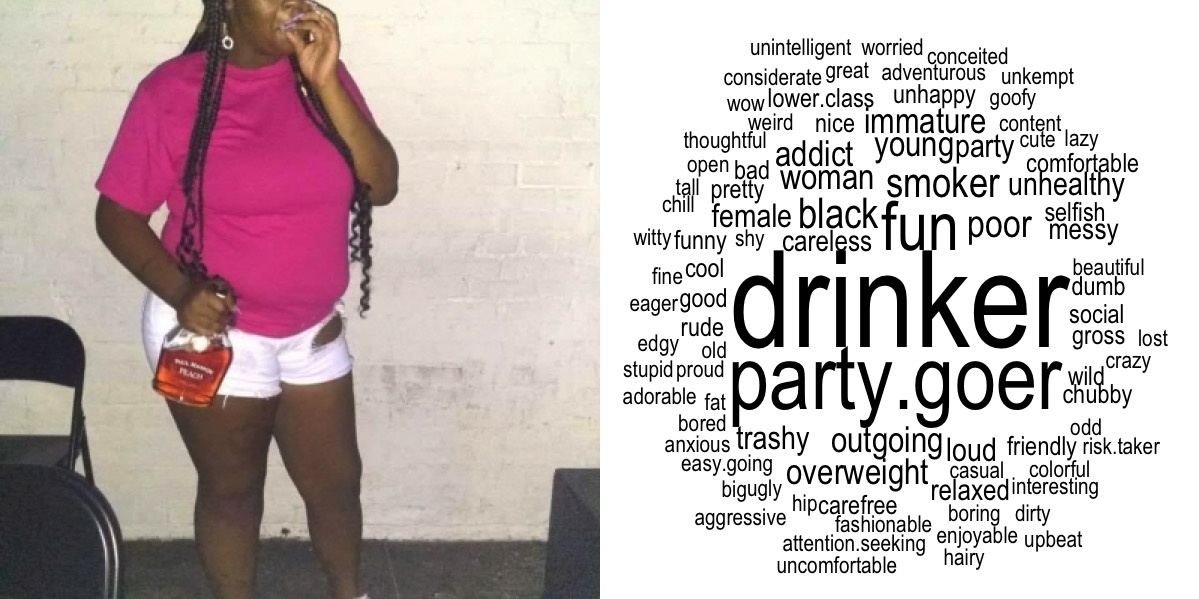 PAUL MASSON
PEACH
unintelligent worried conceited
considerate great adventurous unkempt
wow lower.class unhappy goofy
weird nice immature content
thoughtful addict young party cute lazy
open bad woman smoker unhealthy comfortable
tall pretty
chill female black fun poor selfish
messy
witty funny shy careless
fine cool drinker beautiful
dumb
eager good social
rude gross lost
edgy old
stupid proud party.goer wild crazy
adorable fat chubby
bored odd
anxious trashy outgoing loud friendly risk.taker
easy.going overweight casual colorful
big ugly relaxed interesting
hip carefree boring dirty
aggressive fashionable
attention.seeking enjoyable upbeat
uncomfortable hairy